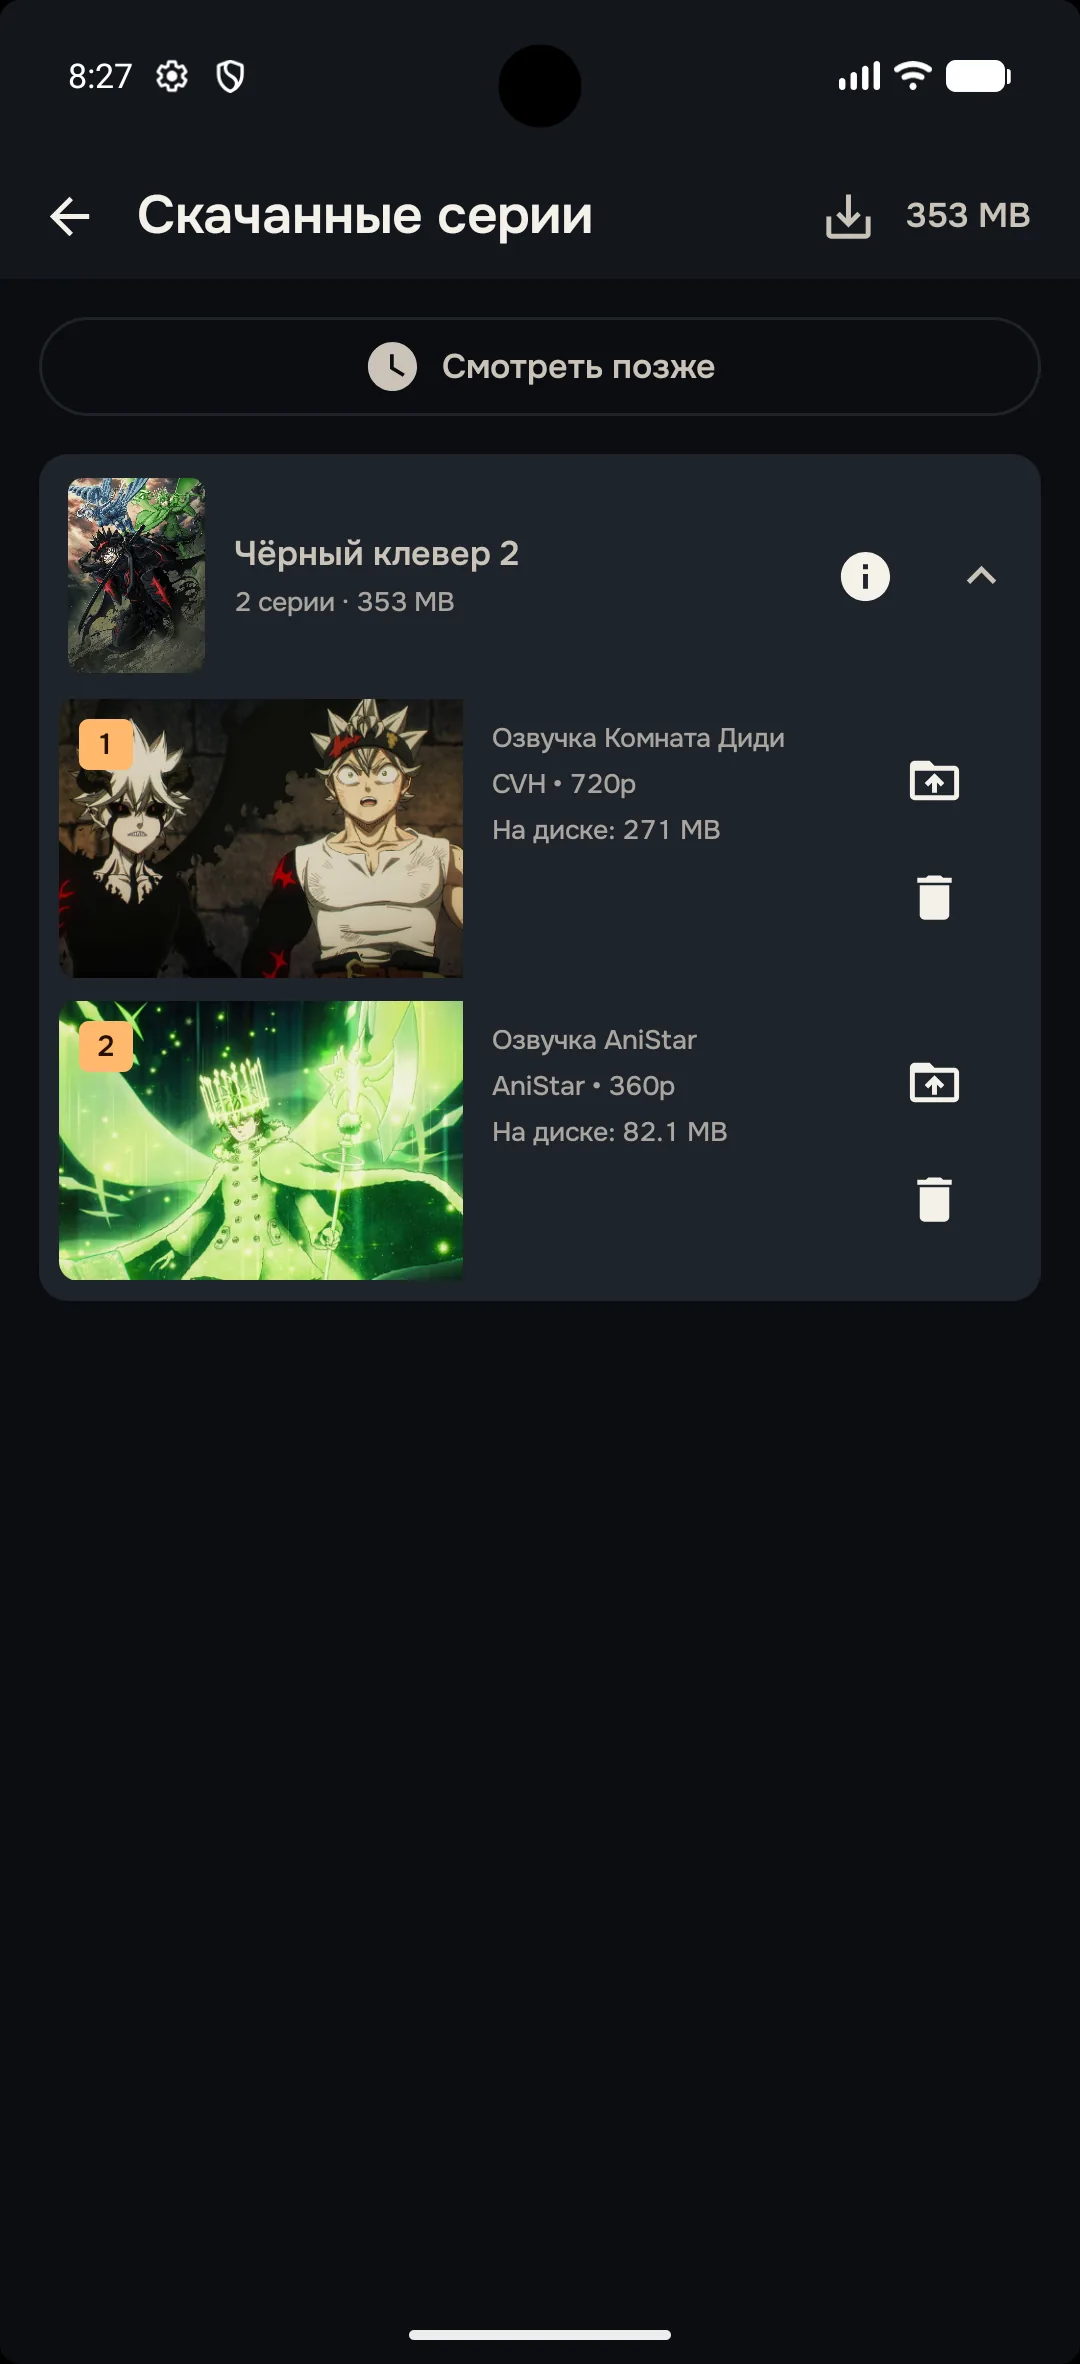 8:27
Скачанные серии
353 MB
Смотреть позже
Чёрный клевер 2
2 серии · 353 MB
1
Озвучка Комната Диди
CVH • 720p
На диске: 271 MB
2
Озвучка AniStar
AniStar • 360p
На диске: 82.1 MB